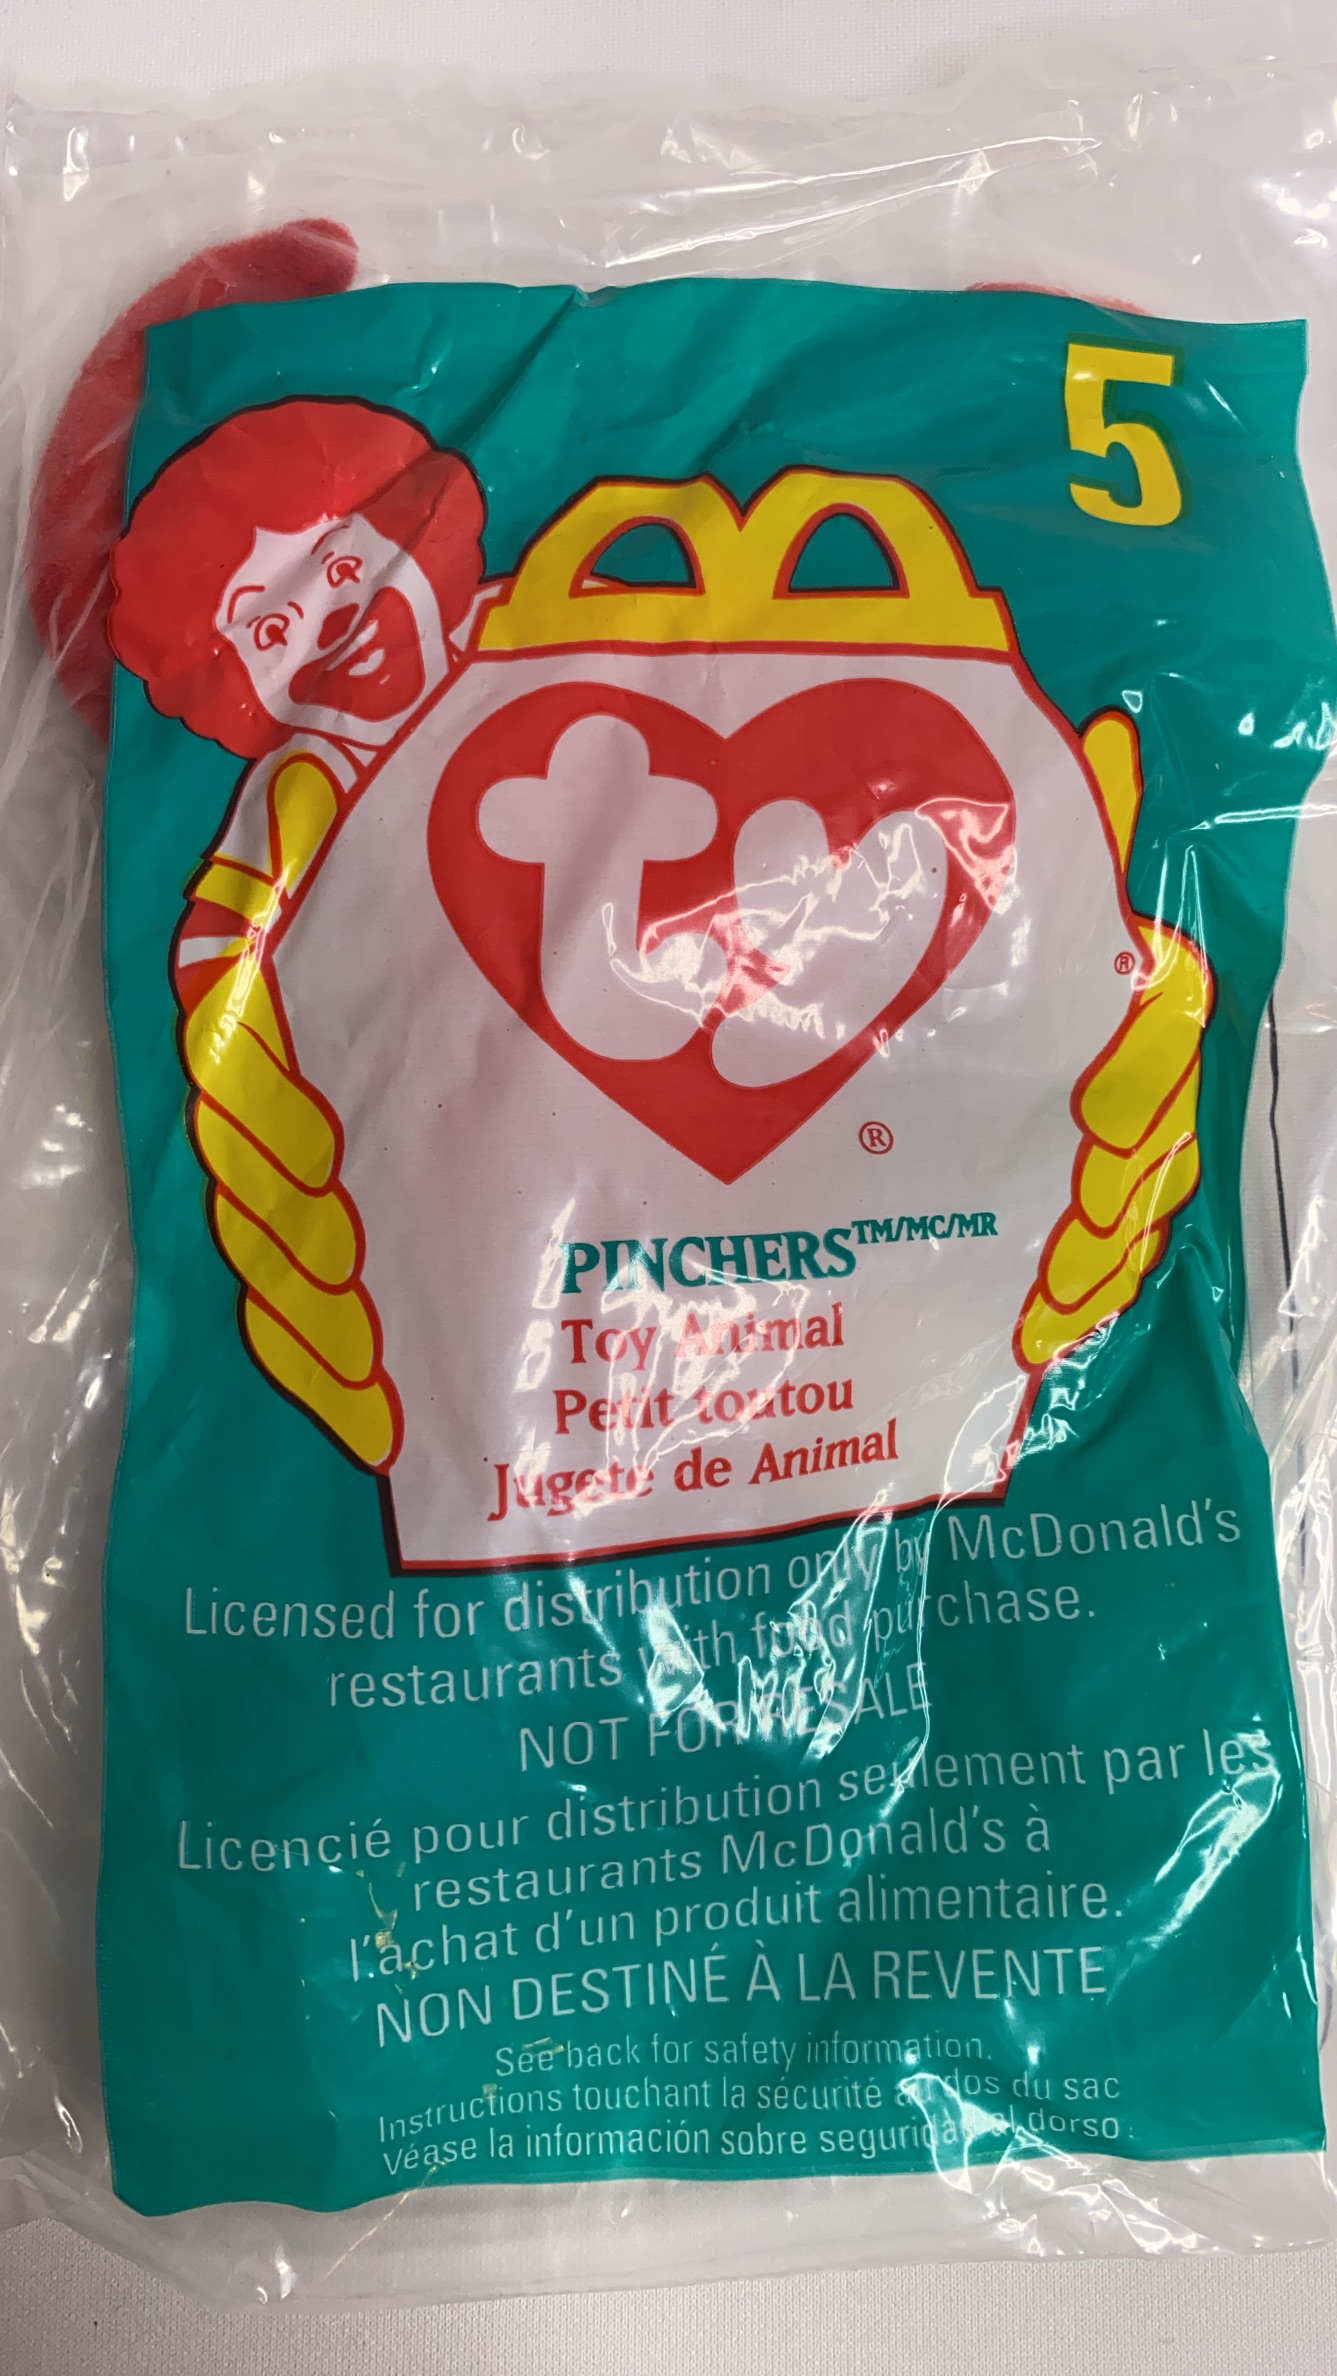 5
ty
®
®
PINCHERS™/MC/MR
Toy Animal
Petit toutou
Jugete de Animal
Licensed for distribution only by McDonald's
restaurants with food purchase.
NOT FOR RESALE
Licencié pour distribution seulement par les
restaurants McDonald's à
l'achat d'un produit alimentaire.
NON DESTINÉ À LA REVENTE
See back for safety information.
Instructions touchant la sécurité au dos du sac
Véase la información sobre seguridad al dorso.